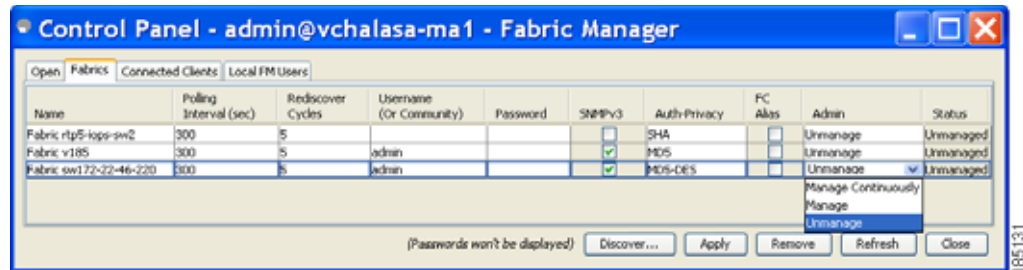 Control Panel - admin@vchalasa-ma1 - Fabric Manager
Open Fabrics Connected Clients Local FM Users
Name Polling Interval (sec) Rediscover Cycles Username (Or Community) Password SNMPv3 Auth-Privacy FC Alias Admin Status
Fabric rtp5-iops-sw2 300 5 SHA Unmanage Unmanaged
Fabric v185 300 5 admin MD5 Unmanage Unmanaged
Fabric sw172-22-46-220 300 5 admin MD5-DES Unmanage Unmanaged
Manage Continuously
Manage
Unmanage
(Passwords won't be displayed) Discover... Apply Remove Refresh Close
85131